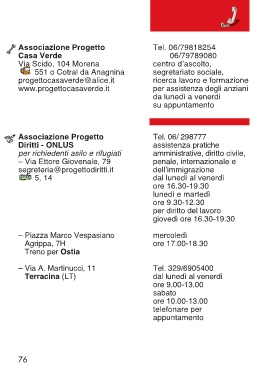 Associazione Progetto
Casa Verde
Via Scido, 104 Morena
551 o Cotral da Anagnina
progettocasaverde@alice.it
www.progettocasaverde.it
Tel. 06/79818254
06/79789080
centro d'ascolto,
segretariato sociale,
ricerca lavoro e formazione
per assistenza degli anziani
da lunedì a venerdì
su appuntamento
Associazione Progetto
Diritti - ONLUS
per richiedenti asilo e rifugiati
– Via Ettore Giovenale, 79
segreteria@progettodiritti.it
5, 14
Tel. 06/ 298777
assistenza pratiche
amministrative, diritto civile,
penale, internazionale e
dell'immigrazione
dal lunedì al venerdì
ore 16.30-19.30
lunedì e martedì
ore 9.30-12.30
per diritto del lavoro
giovedì ore 16.30-19.30
– Piazza Marco Vespasiano
Agrippa, 7H
Treno per Ostia
mercoledì
ore 17.00-18.30
– Via A. Martinucci, 11
Terracina (LT)
Tel. 329/6905400
dal lunedì al venerdì
ore 9.00-13.00
sabato
ore 10.00-13.00
telefonare per
appuntamento
76